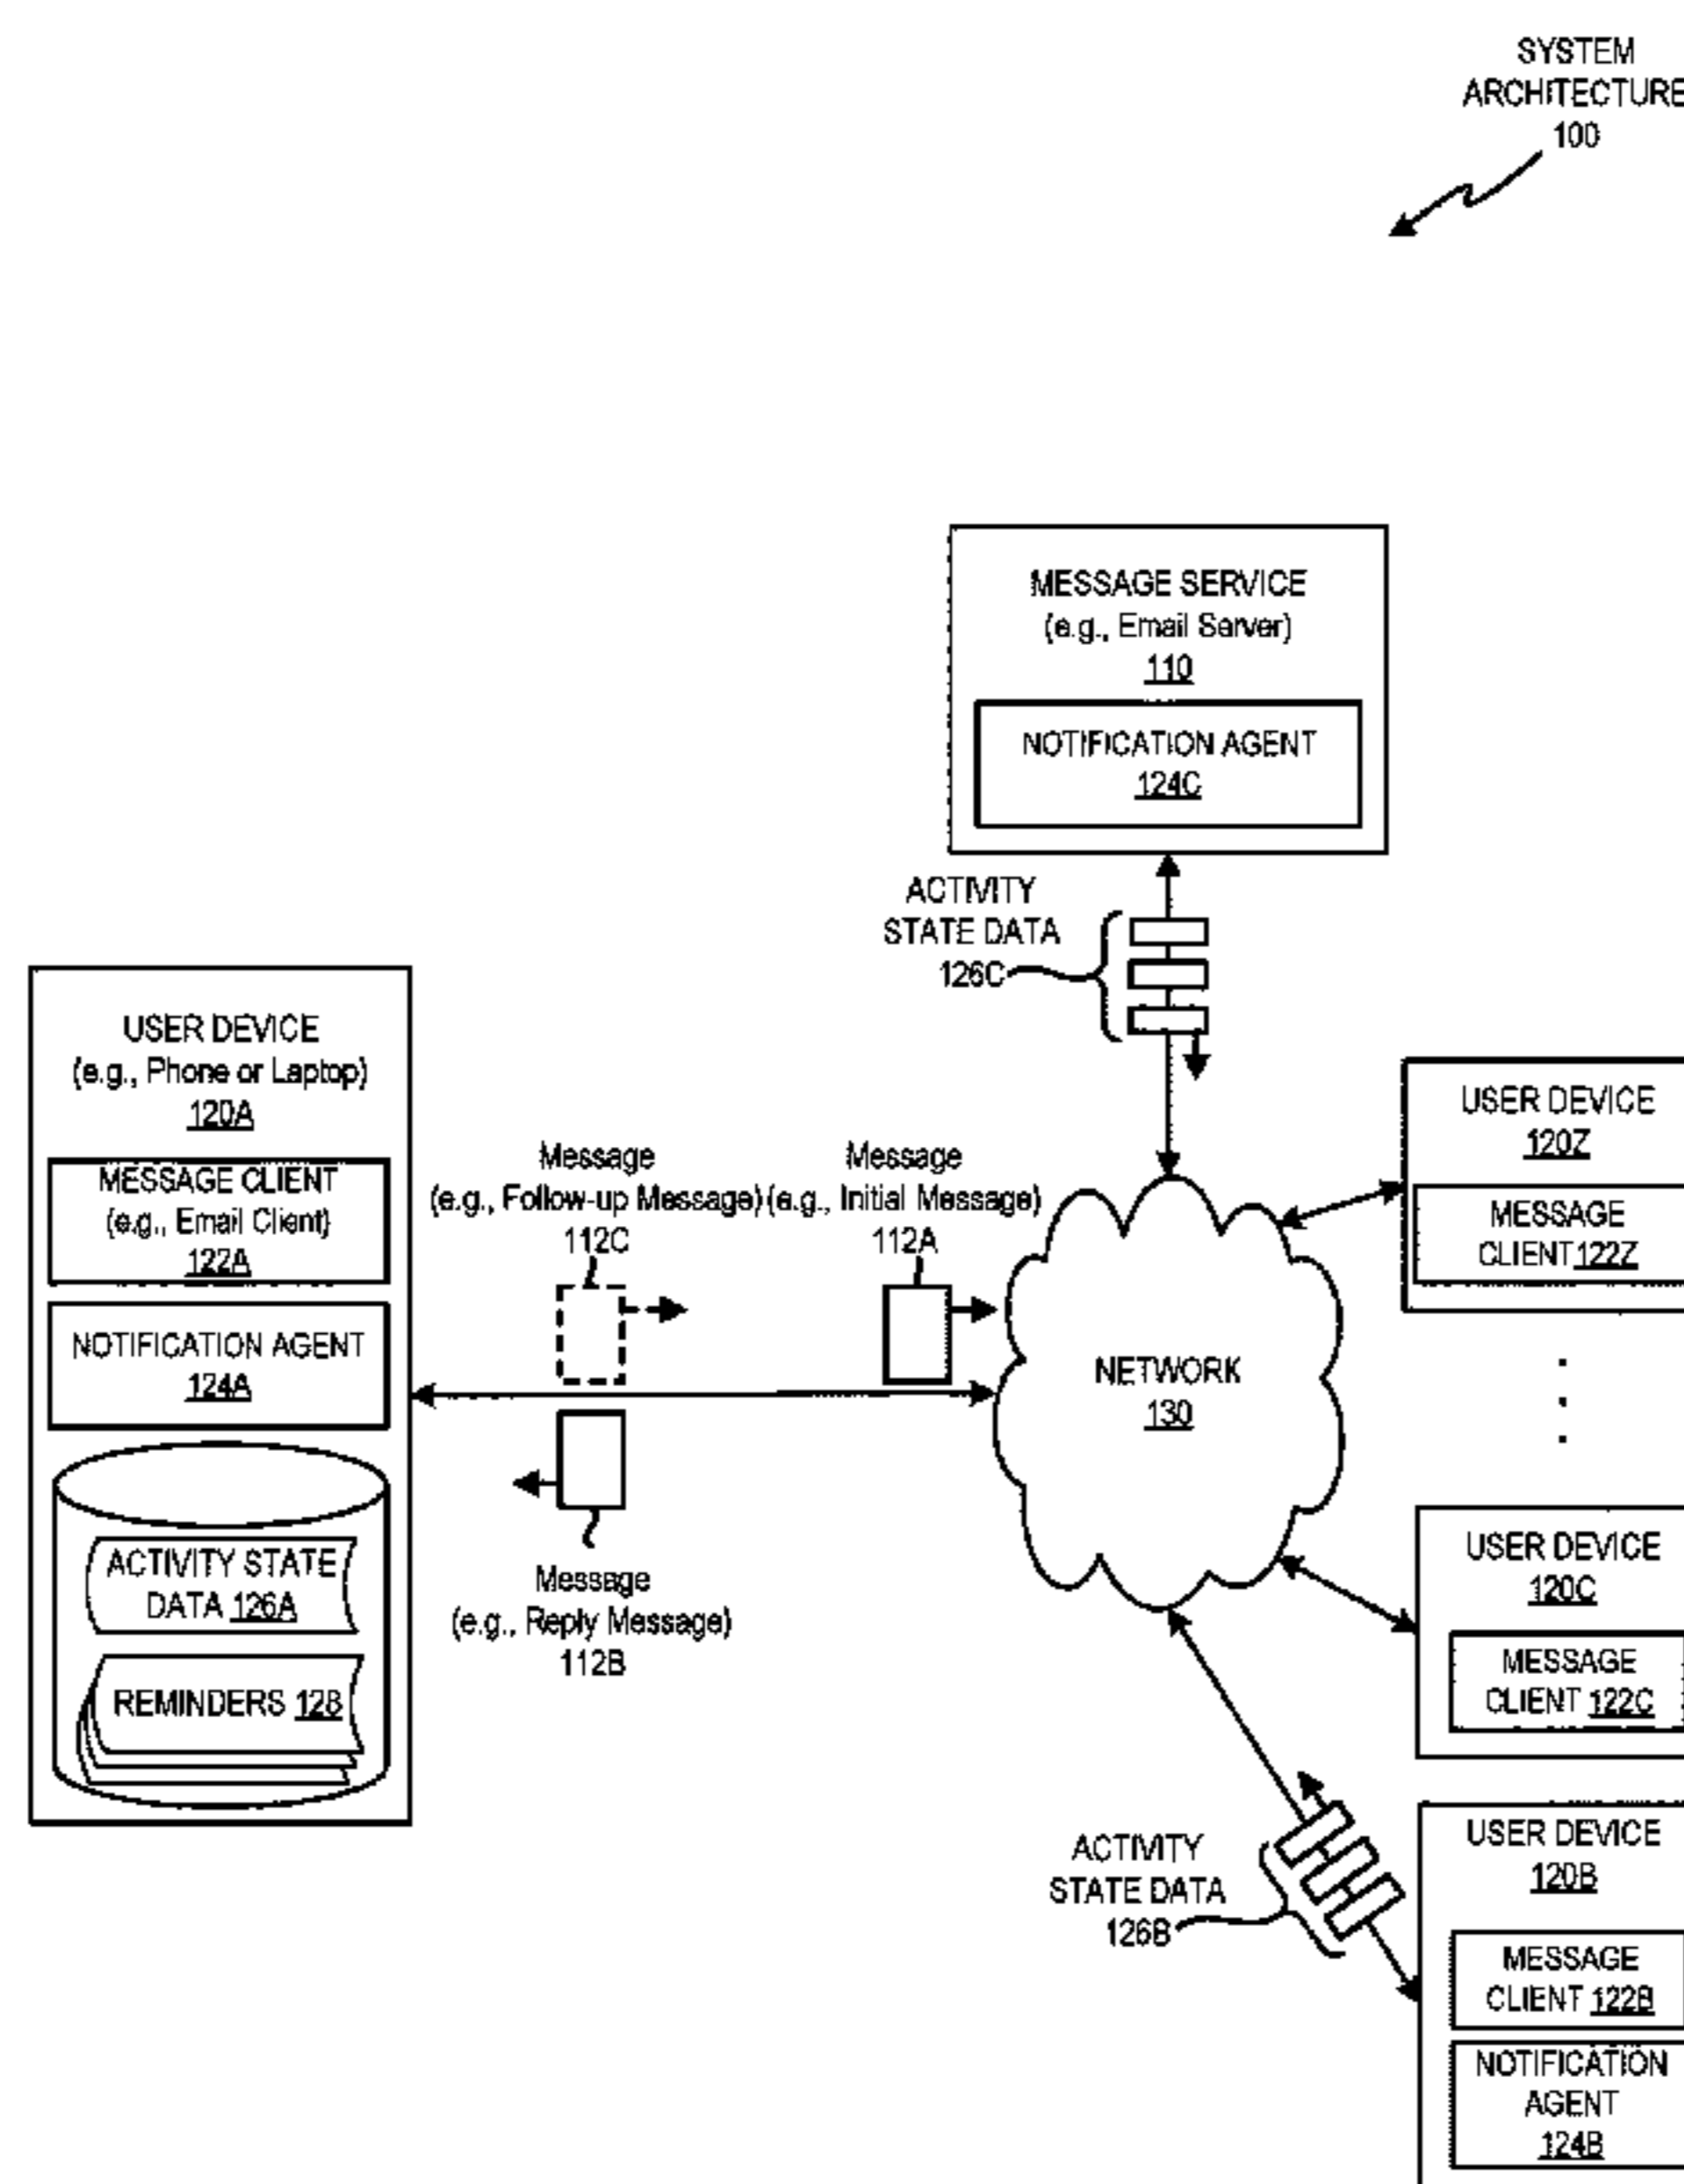 SYSTEM
ARCHITECTURE
100
MESSAGE SERVICE
(e.g., Email Server)
110
NOTIFICATION AGENT
124C
ACTIVITY
STATE DATA
126C
USER DEVICE
(e.g., Phone or Laptop)
120A
MESSAGE CLIENT
(e.g., Email Client)
122A
NOTIFICATION AGENT
124A
ACTIVITY STATE
DATA 126A
REMINDERS 128
Message
(e.g., Follow-up Message)
112C
Message
(e.g., Initial Message)
112A
Message
(e.g., Reply Message)
112B
NETWORK
130
USER DEVICE
120Z
MESSAGE
CLIENT 122Z
USER DEVICE
120C
MESSAGE
CLIENT 122C
ACTIVITY
STATE DATA
126B
USER DEVICE
120B
MESSAGE
CLIENT 122B
NOTIFICATION
AGENT
124B